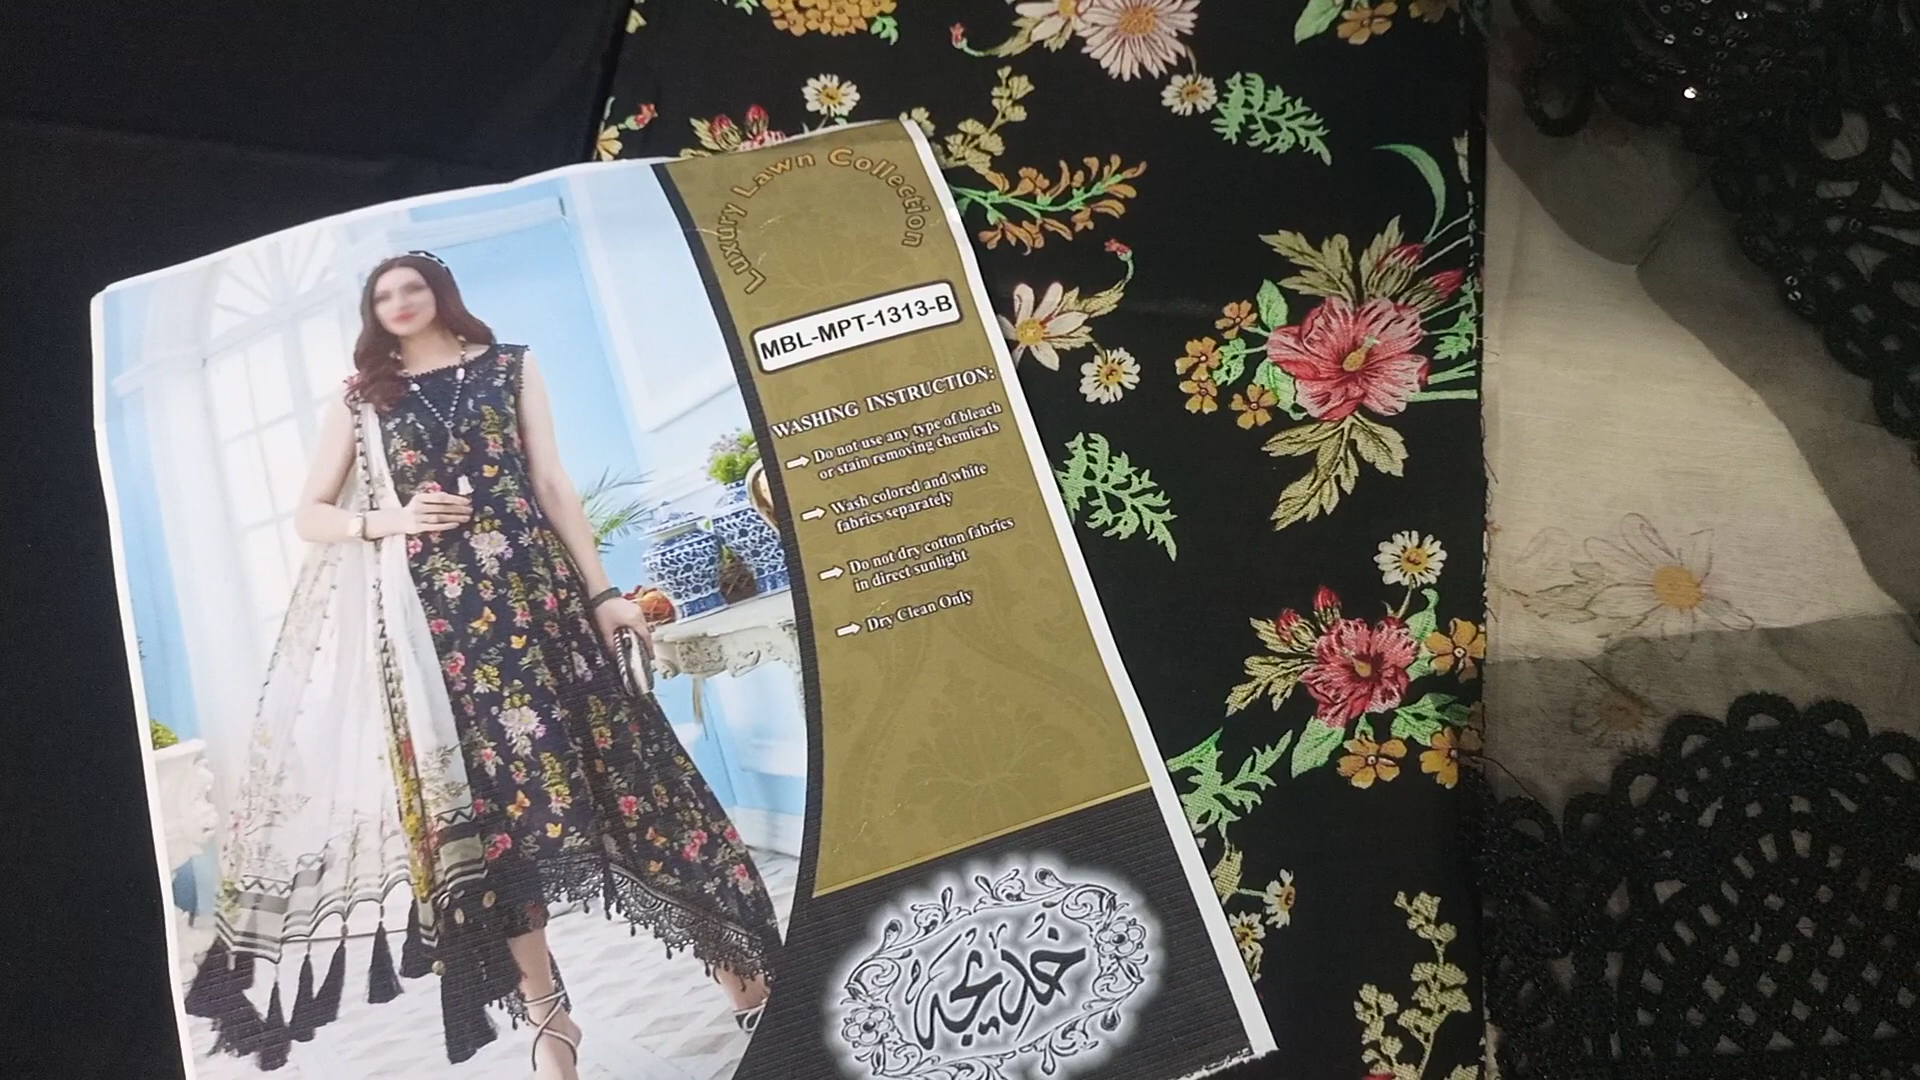 Luxury Lawn Collection
MBL-MPT-1313-B
WASHING INSTRUCTION:
Do not use any type of bleach
or stain removing chemicals
Wash colored and white
fabrics separately
Do not dry cotton fabrics
in direct sunlight
Dry Clean Only
خدیجہ